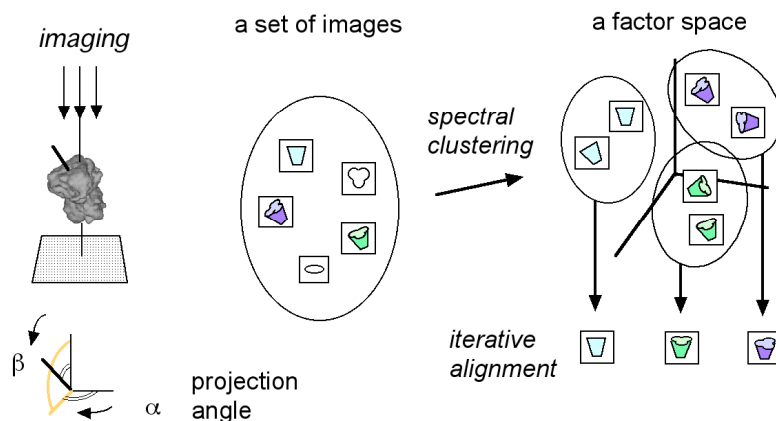 imaging
a set of images
a factor space
spectral
clustering
iterative
alignment
β
α
projection
angle